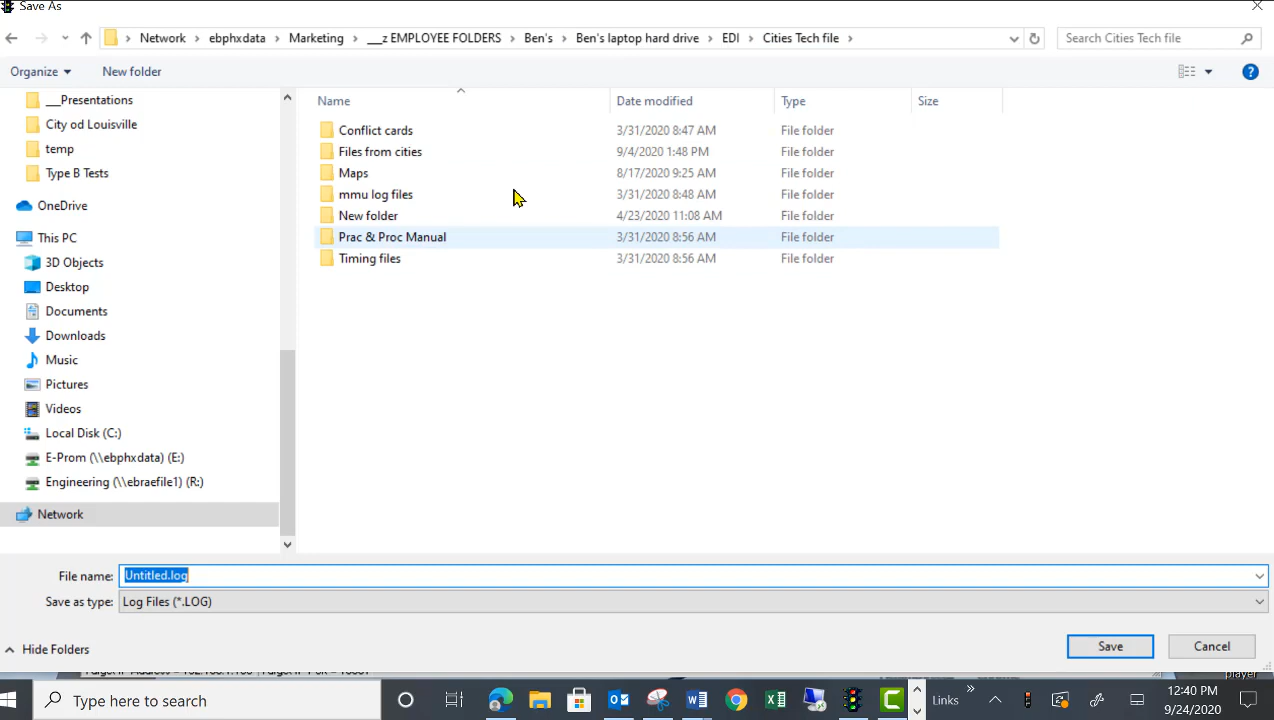 Save As
Network > ebphxdata > Marketing > __z EMPLOYEE FOLDERS > Ben's > Ben's laptop hard drive > EDI > Cities Tech file >
Search Cities Tech file
Organize
New folder
Name
Date modified
Type
Size
__Presentations
City od Louisville
temp
Type B Tests
OneDrive
This PC
3D Objects
Desktop
Documents
Downloads
Music
Pictures
Videos
Local Disk (C:)
E-Prom (\\ebphxdata) (E:)
Engineering (\\ebraefile1) (R:)
Network
Conflict cards 3/31/2020 8:47 AM File folder
Files from cities 9/4/2020 1:48 PM File folder
Maps 8/17/2020 9:25 AM File folder
mmu log files 3/31/2020 8:48 AM File folder
New folder 4/23/2020 11:08 AM File folder
Prac & Proc Manual 3/31/2020 8:56 AM File folder
Timing files 3/31/2020 8:56 AM File folder
File name: Untitled.log
Save as type: Log Files (*.LOG)
Hide Folders
Save
Cancel
player
Type here to search
Links
12:40 PM
9/24/2020